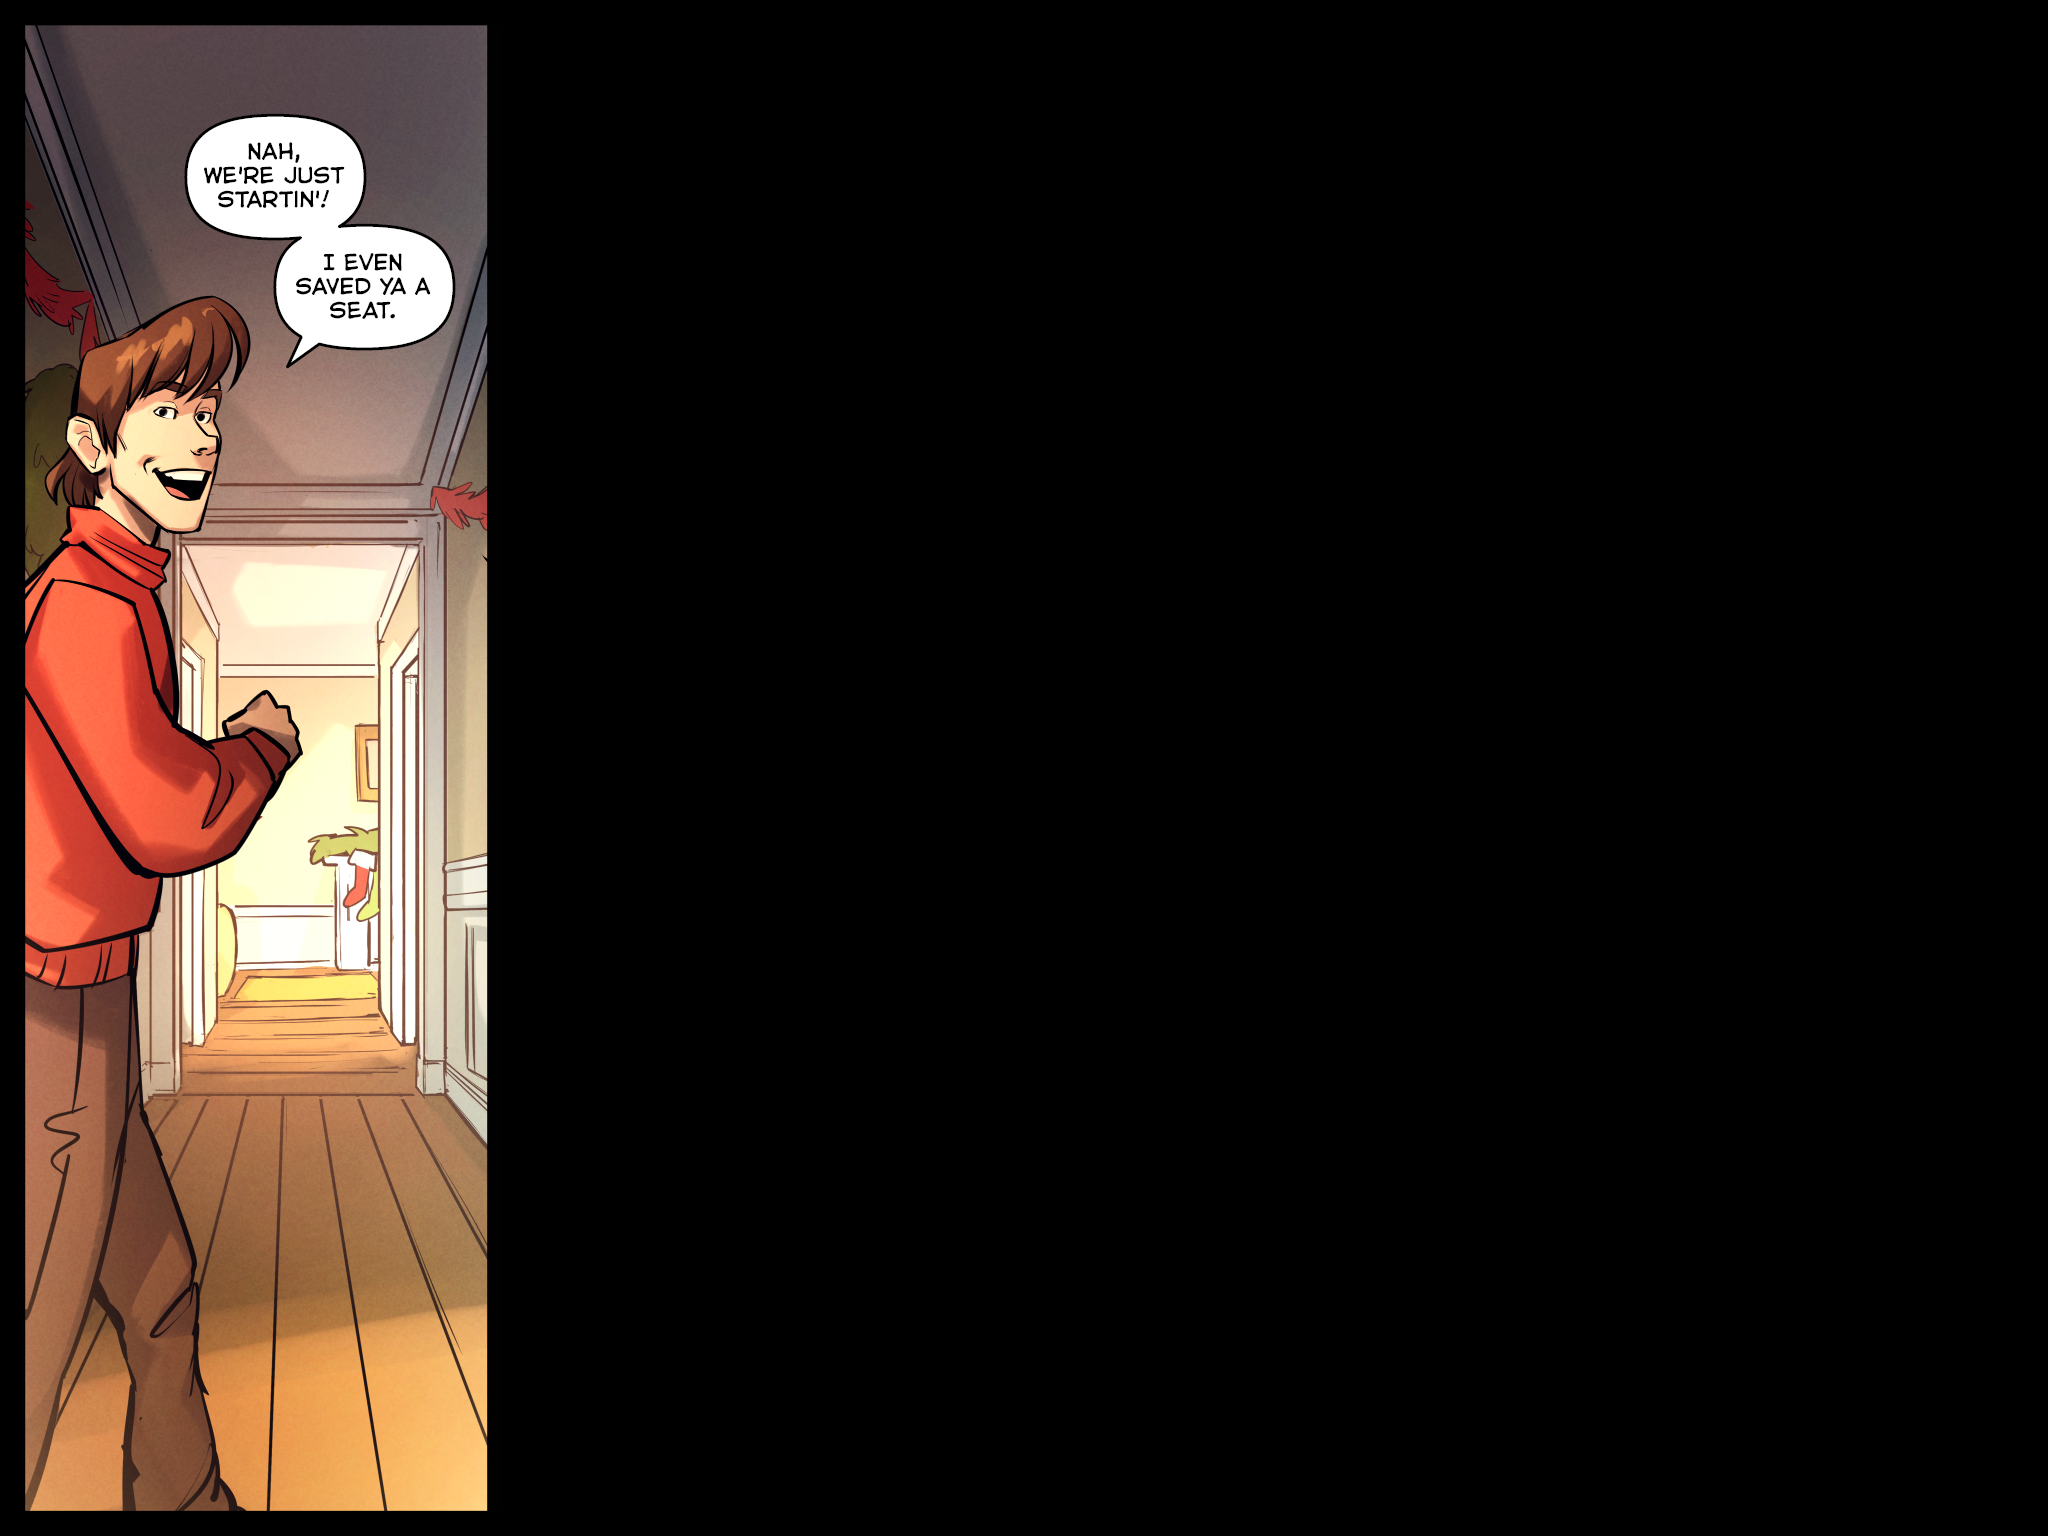 NAH,
WE'RE JUST
STARTIN'!
I EVEN
SAVED YA A
SEAT.